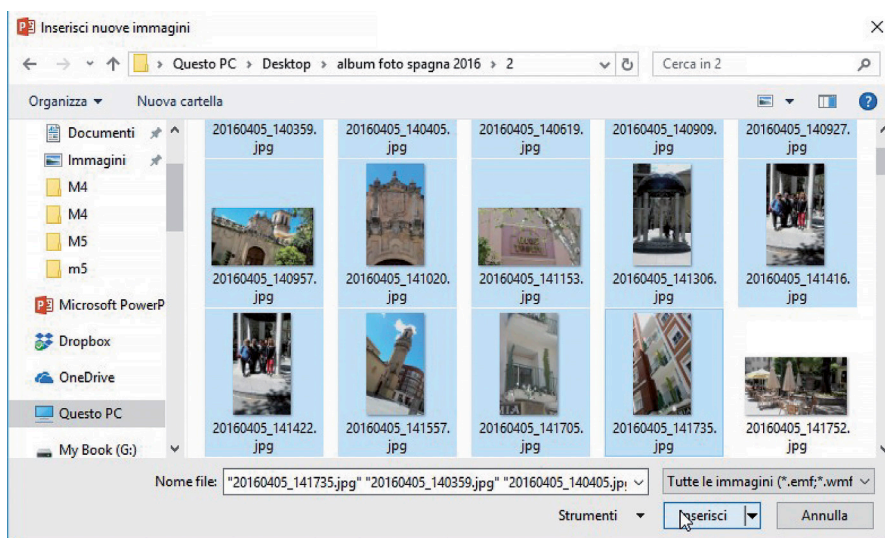 Inserisci nuove immagini
Questo PC > Desktop > album foto spagna 2016 > 2
Cerca in 2
Organizza
Nuova cartella
Documenti
Immagini
M4
M4
M5
m5
Microsoft PowerP
Dropbox
OneDrive
Questo PC
My Book (G:)
20160405_140359.
jpg
20160405_140405.
jpg
20160405_140619.
jpg
20160405_140909.
jpg
20160405_140927.
jpg
20160405_140957.
jpg
20160405_141020.
jpg
20160405_141153.
jpg
20160405_141306.
jpg
20160405_141416.
jpg
20160405_141422.
jpg
20160405_141557.
jpg
20160405_141705.
jpg
20160405_141735.
jpg
20160405_141752.
jpg
Nome file:
"20160405_141735.jpg" "20160405_140359.jpg" "20160405_140405.jp
Tutte le immagini (*.emf;*.wmf
Strumenti
Inserisci
Annulla